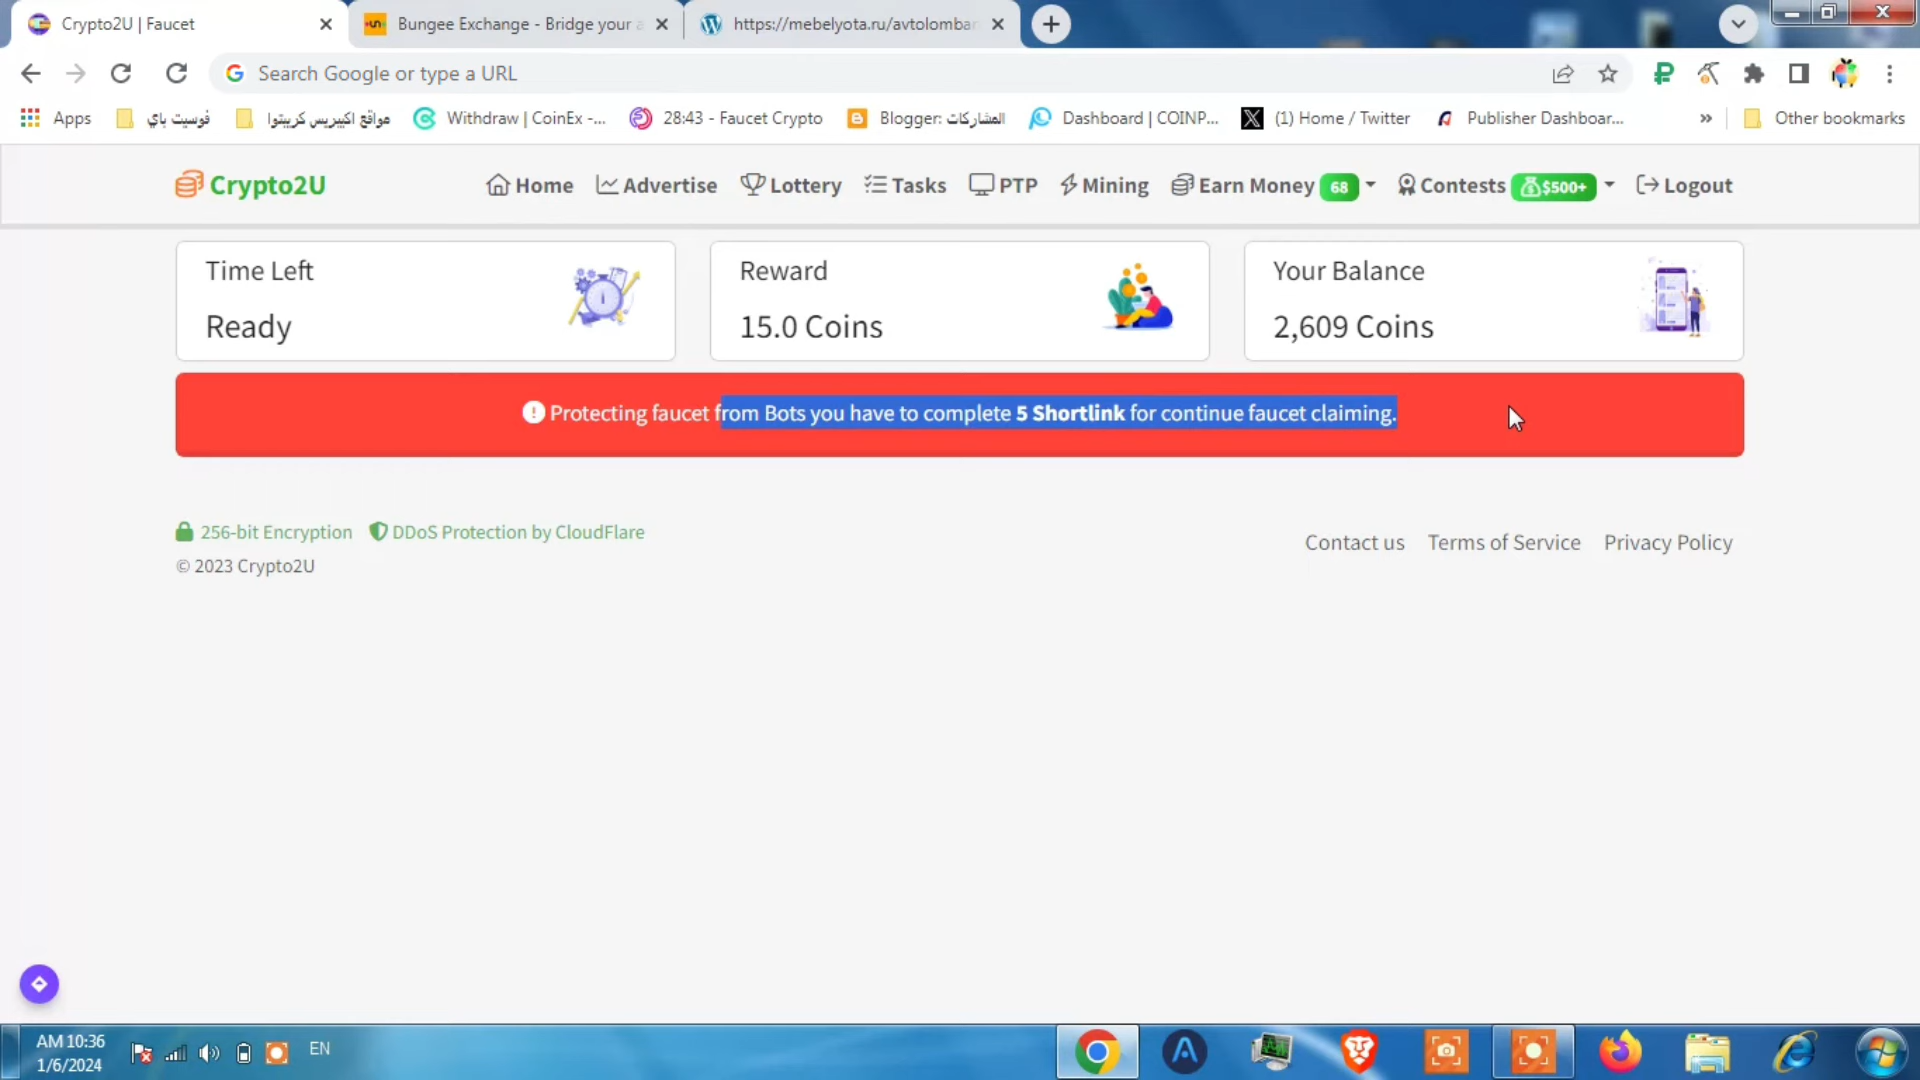 Crypto2U | Faucet
Bungee Exchange - Bridge your a
https://mebelyota.ru/avtolomban
Search Google or type a URL
Apps
فوسيت باي
مواقع اكبيريس كريبتوا
Withdraw | CoinEx -...
28:43 - Faucet Crypto
Blogger: المشاركات
Dashboard | COINP...
(1) Home / Twitter
Publisher Dashboar...
»
Other bookmarks
Crypto2U
Home
Advertise
Lottery
Tasks
PTP
Mining
Earn Money 68
Contests $500+
Logout
Time Left
Ready
Reward
15.0 Coins
Your Balance
2,609 Coins
Protecting faucet from Bots you have to complete 5 Shortlink for continue faucet claiming.
256-bit Encryption
DDoS Protection by CloudFlare
© 2023 Crypto2U
Contact us
Terms of Service
Privacy Policy
AM 10:36
1/6/2024
EN